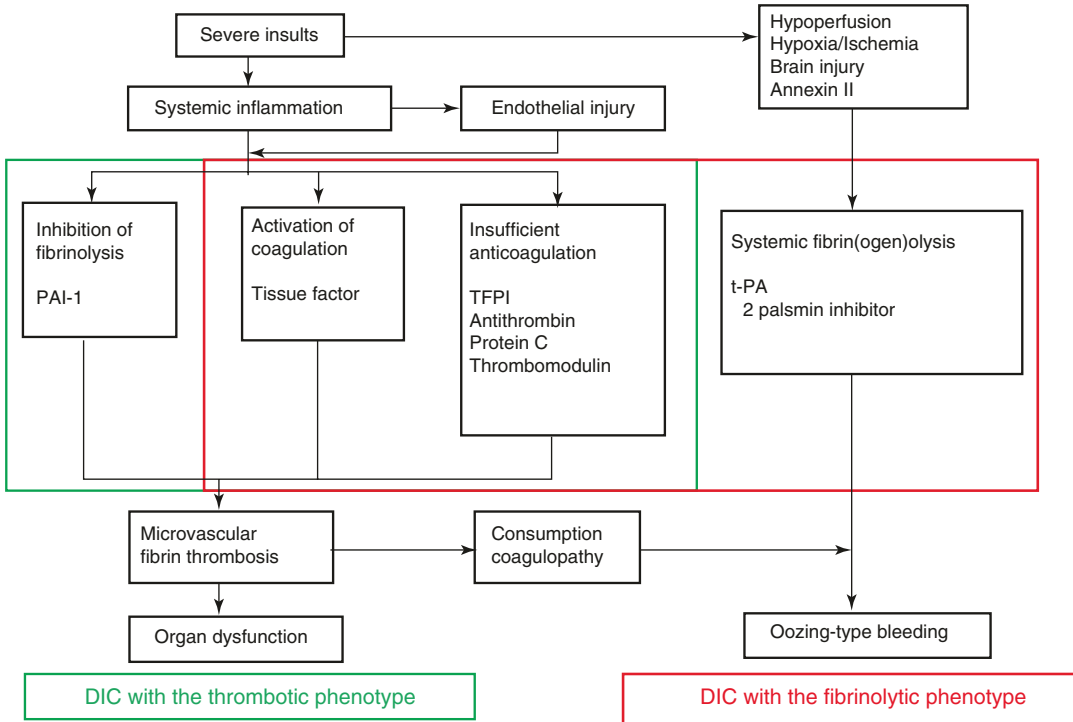 Severe insults
Hypoperfusion
Hypoxia/Ischemia
Brain injury
Annexin II
Systemic inflammation
Endothelial injury
Inhibition of
fibrinolysis
PAI-1
Activation of
coagulation
Tissue factor
Insufficient
anticoagulation
TFPI
Antithrombin
Protein C
Thrombomodulin
Systemic fibrin(ogen)olysis
t-PA
2 palsmin inhibitor
Microvascular
fibrin thrombosis
Consumption
coagulopathy
Organ dysfunction
Oozing-type bleeding
DIC with the thrombotic phenotype
DIC with the fibrinolytic phenotype